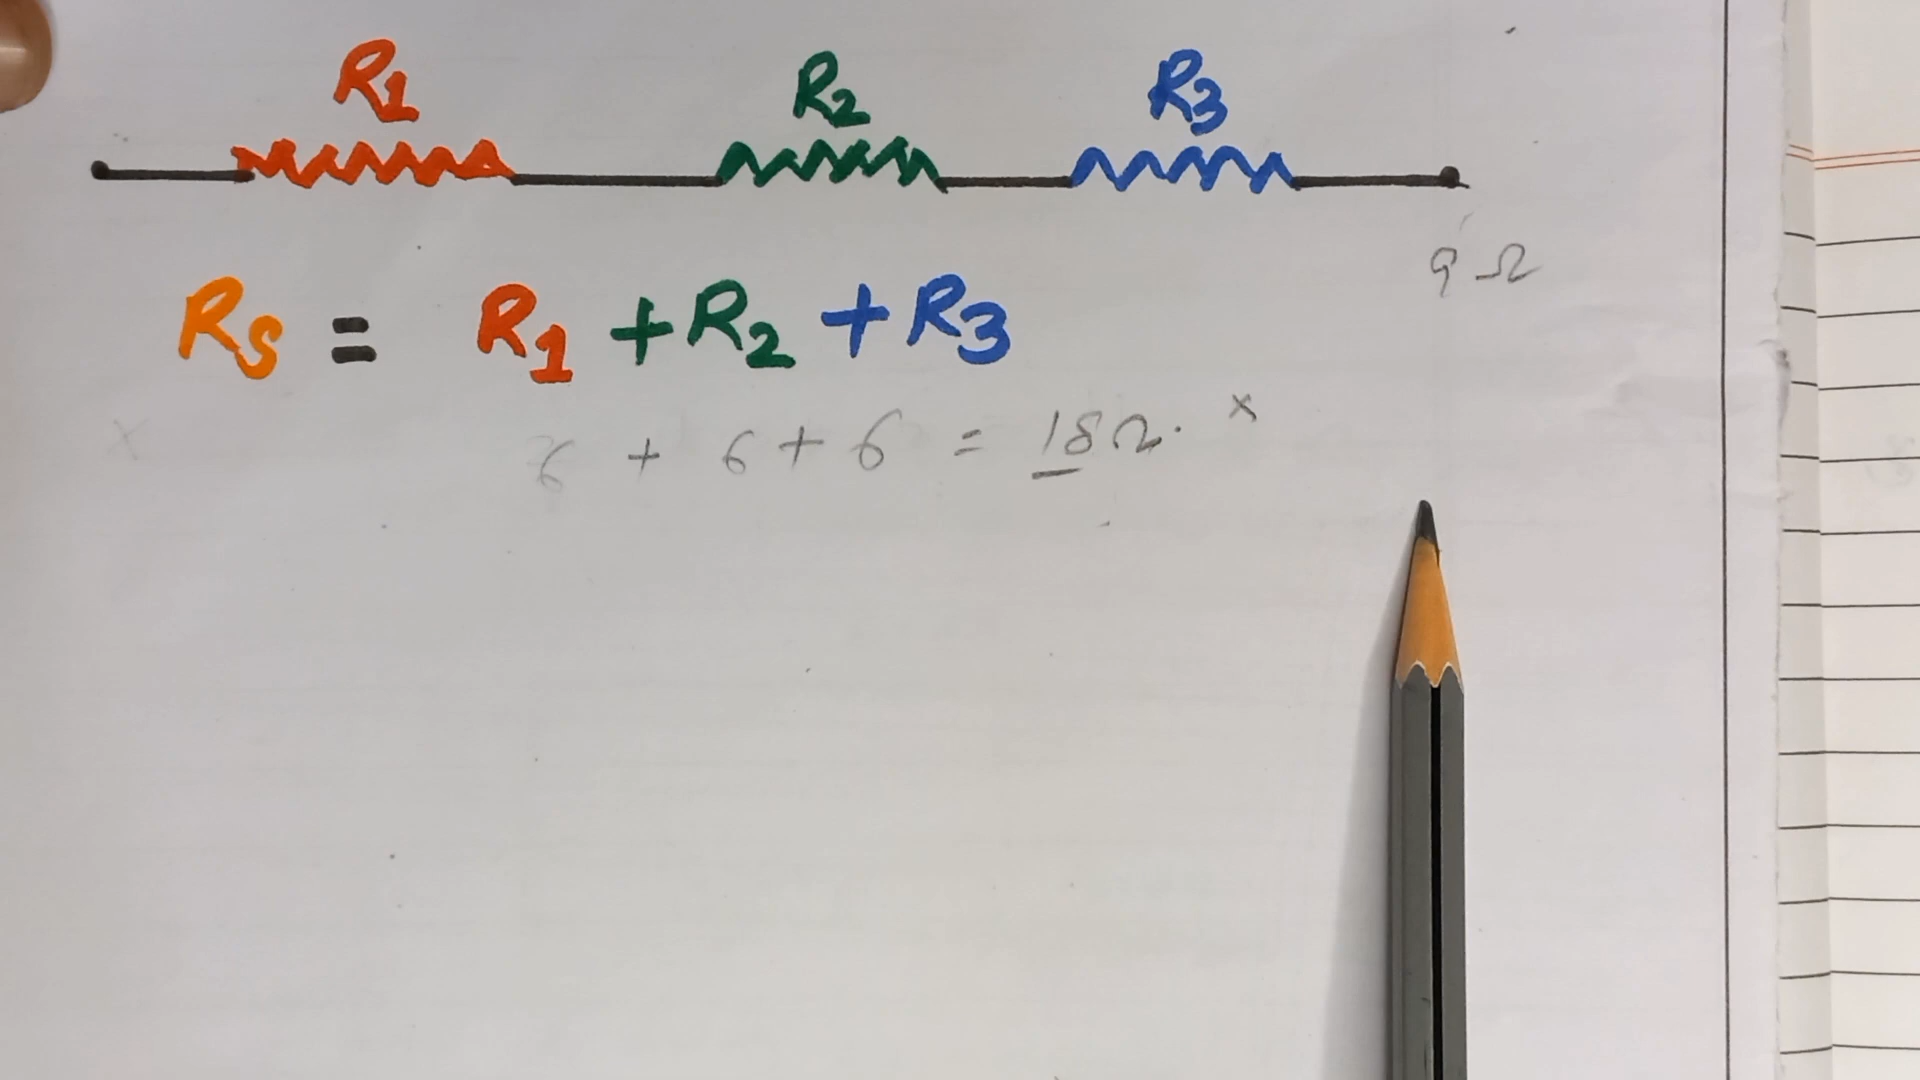 R1 R2 R3
9 Ω
Rs = R1 + R2 + R3
6 + 6 + 6 = 18 Ω. x